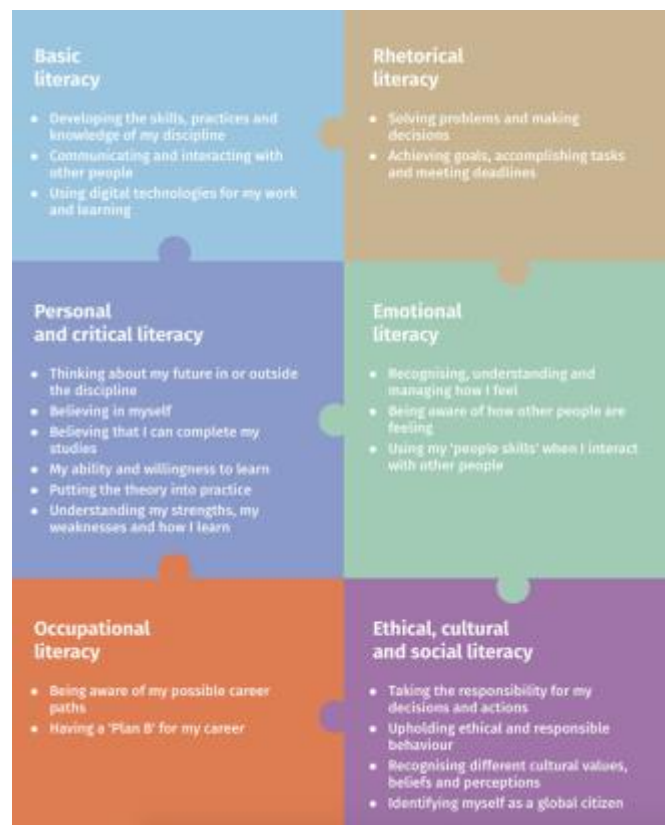 Basic
literacy
• Developing the skills, practices and
knowledge of my discipline
• Communicating and interacting with
other people
• Using digital technologies for my work
and learning
Rhetorical
literacy
• Solving problems and making
decisions
• Achieving goals, accomplishing tasks
and meeting deadlines
Personal
and critical literacy
• Thinking about my future in or outside
the discipline
• Believing in myself
• Believing that I can complete my
studies
• My ability and willingness to learn
• Putting the theory into practice
• Understanding my strengths, my
weaknesses and how I learn
Emotional
literacy
• Recognising, understanding and
managing how I feel
• Being aware of how other people are
feeling
• Using my 'people skills' when I interact
with other people
Occupational
literacy
• Being aware of my possible career
paths
• Having a 'Plan B' for my career
Ethical, cultural
and social literacy
• Taking the responsibility for my
decisions and actions
• Upholding ethical and responsible
behaviour
• Recognising different cultural values,
beliefs and perceptions
• Identifying myself as a global citizen